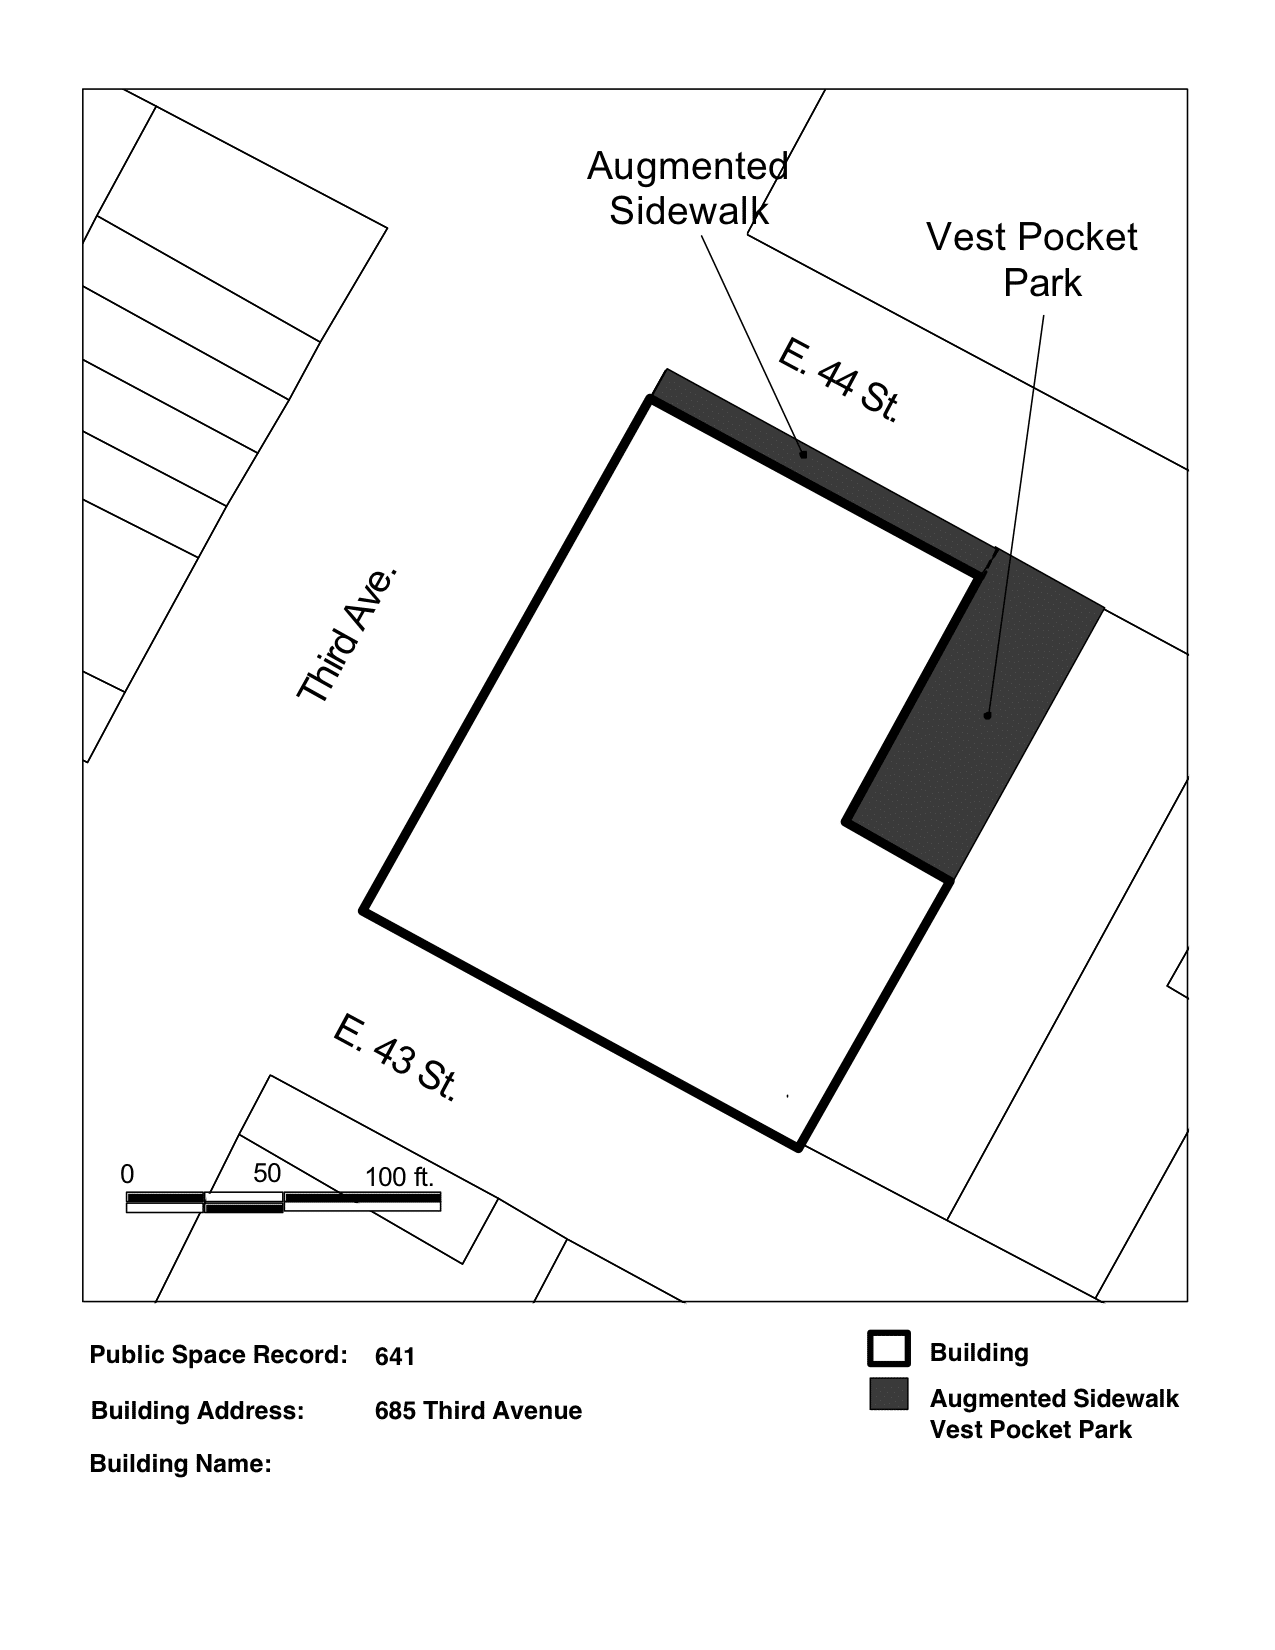 Augmented
Sidewalk
Vest Pocket
Park
E. 44 St.
Third Ave.
E. 43 St.
0 50 100 ft.
Public Space Record: 641
Building Address: 685 Third Avenue
Building Name:
Building
Augmented Sidewalk
Vest Pocket Park